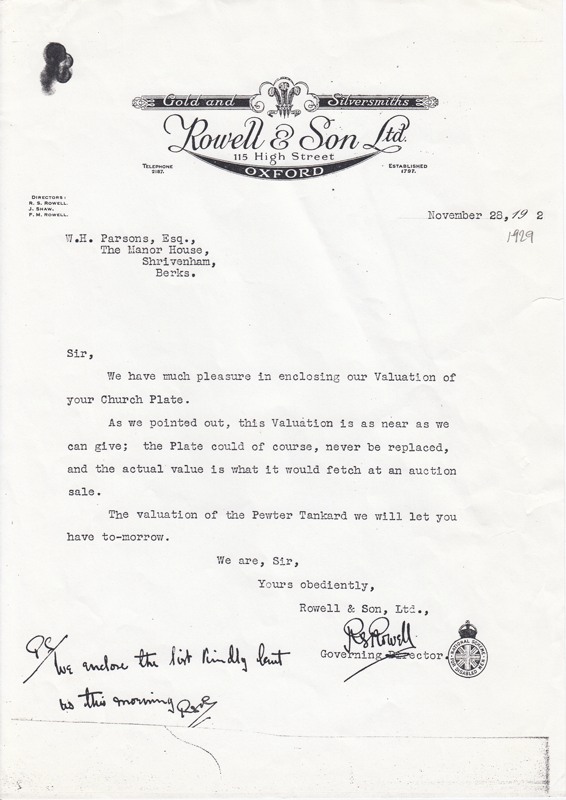 Gold and Silversmiths
Rowell & Son Ltd.
115 High Street
OXFORD
TELEPHONE
2187.
ESTABLISHED
1797.
DIRECTORS:
R. S. ROWELL.
J. SHAW.
F. M. ROWELL.
November 28, 19 2
1929
W.H. Parsons, Esq.,
The Manor House,
Shrivenham,
Berks.
Sir,
We have much pleasure in enclosing our Valuation of
your Church Plate.
As we pointed out, this Valuation is as near as we
can give; the Plate could of course, never be replaced,
and the actual value is what it would fetch at an auction
sale.
The valuation of the Pewter Tankard we will let you
have to-morrow.
We are, Sir,
Yours obediently,
Rowell & Son, Ltd.,
RSRowell
Governing Director.
PS/
We enclose the list kindly lent
us this morning